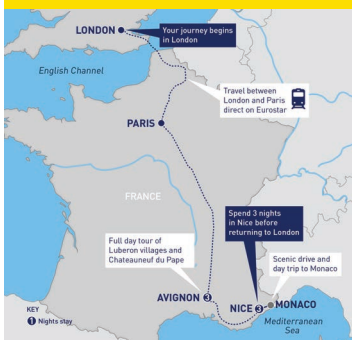 LONDON
Your journey begins
in London
English Channel
Travel between
London and Paris
direct on Eurostar
PARIS
FRANCE
Spend 3 nights
in Nice before
returning to London
Full day tour of
Luberon villages and
Chateauneuf du Pape
Scenic drive and
day trip to Monaco
AVIGNON 3
NICE 3
MONACO
KEY
1 Nights stay
Mediterranean
Sea